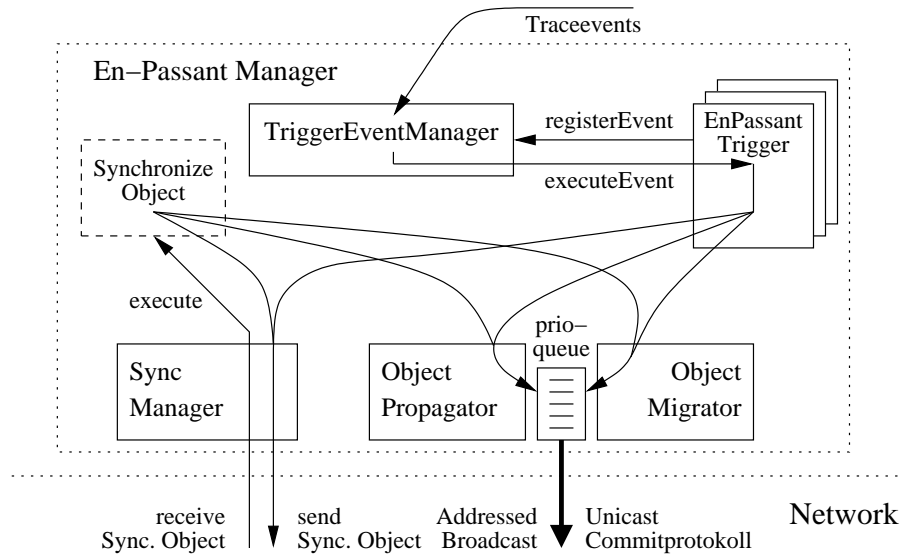 Traceevents
En–Passant Manager
TriggerEventManager
registerEvent
executeEvent
EnPassant
Trigger
Synchronize
Object
execute
prio–
queue
Sync
Manager
Object
Propagator
Object
Migrator
Network
receive
Sync. Object
send
Sync. Object
Addressed
Broadcast
Unicast
Commitprotokoll